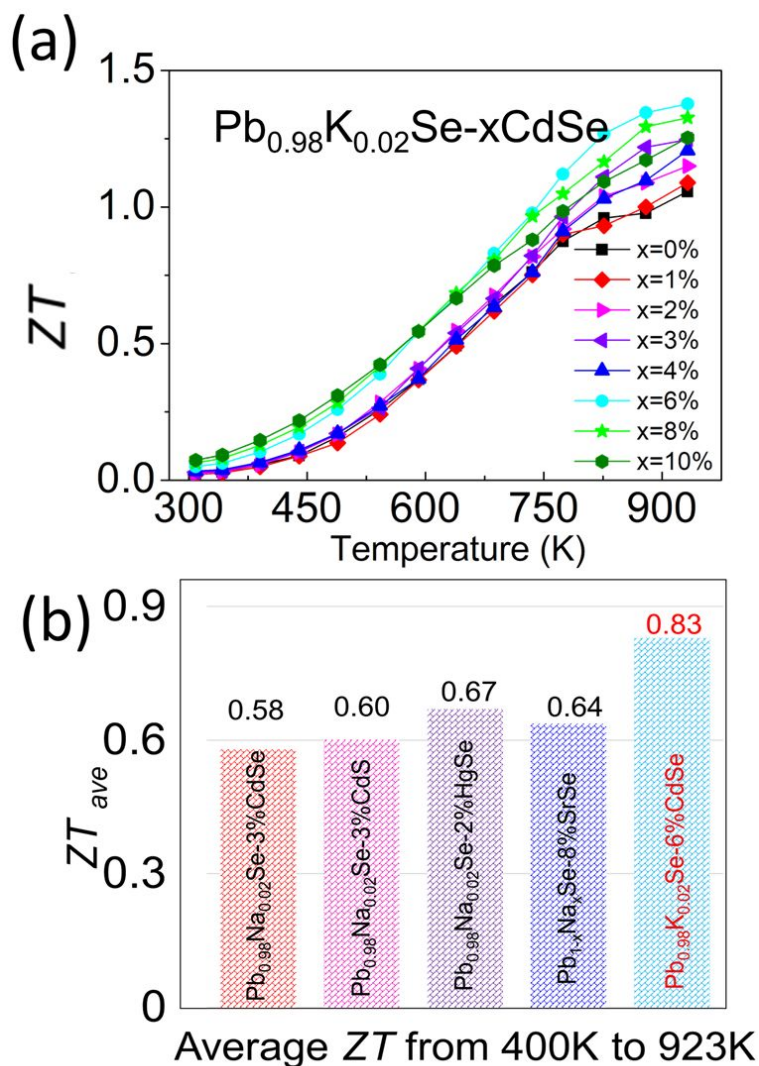 (a)
1.5
1.0
0.5
0.0
ZT
Pb0.98K0.02Se-xCdSe
x=0%
x=1%
x=2%
x=3%
x=4%
x=6%
x=8%
x=10%
300 450 600 750 900
Temperature (K)
(b)
0.9
0.6
0.3
0
ZT ave
0.58
0.60
0.67
0.64
0.83
Pb0.98Na0.02Se-3%CdSe
Pb0.98Na0.02Se-3%CdS
Pb0.98Na0.02Se-2%HgSe
Pb1-xNaxSe-8%SrSe
Pb0.98K0.02Se-6%CdSe
Average ZT from 400K to 923K